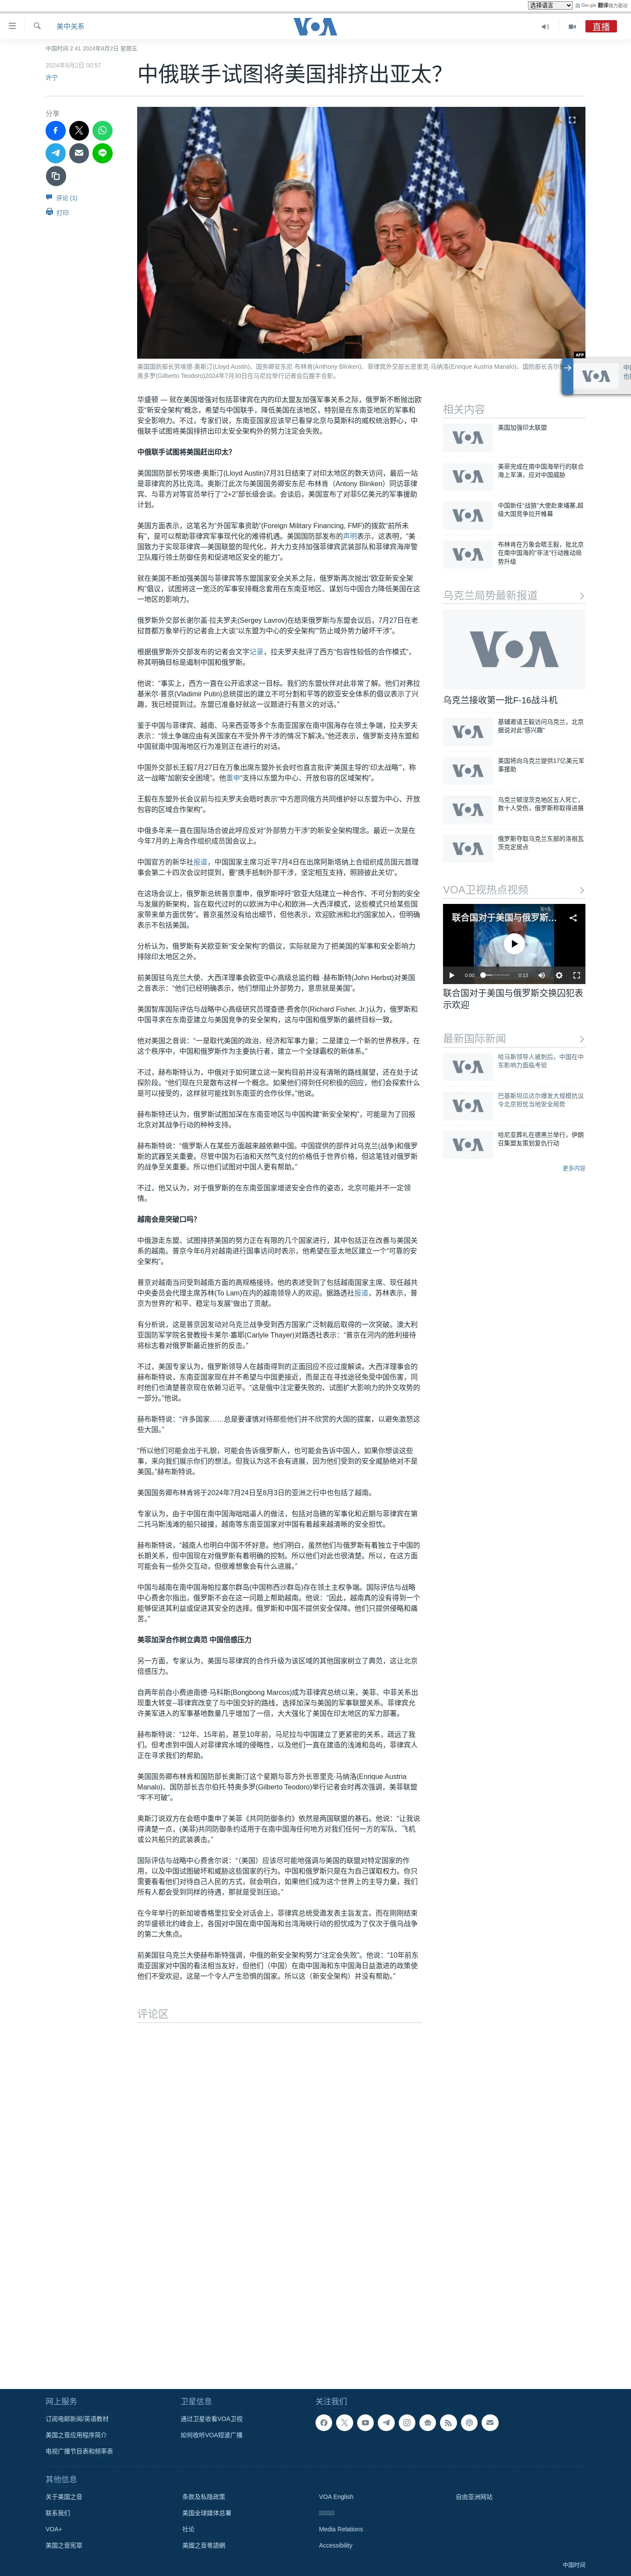 选择语言 由 Google 翻译强力驱动
美中关系
VOA
直播
中国时间 2:41 2024年8月2日 星期五
2024年8月2日 00:57
许宁
中俄联手试图将美国排挤出亚太？
分享
评论 (1)
打印
AFP
美国国防部长劳埃德·奥斯汀(Lloyd Austin)、国务卿安东尼·布林肯(Anthony Blinken)、菲律宾外交部长恩里克·马纳洛(Enrique Austria Manalo)、国防部长吉尔
奥多罗(Gilberto Teodoro)2024年7月30日在马尼拉举行记者会后握手合影。
华盛顿 — 就在美国增强对包括菲律宾在内的印太盟友加强军事关系之际，俄罗斯不断抛出欧
亚“新安全架构”概念，希望与中国联手，降低美国在该地区，特别是在东南亚地区的军事和
安全影响力。不过，专家们说，东南亚国家应该早已看穿北京与莫斯科的威权统治野心，中
俄联手试图将美国排挤出印太安全架构外的努力注定会失败。
中俄联手试图将美国赶出印太？
美国国防部长劳埃德·奥斯汀(Lloyd Austin)7月31日结束了对印太地区的数天访问，最后一站
是菲律宾的苏比克湾。奥斯汀此次与美国国务卿安东尼·布林肯（Antony Blinken）同访菲律
宾、与菲方对等官员举行了“2+2”部长级会谈。会谈后，美国宣布了对菲5亿美元的军事援助
计划。
美国方面表示，这笔名为“外国军事资助”(Foreign Military Financing, FMF)的拨款“前所未
有”，是可以帮助菲律宾军事现代化的难得机遇。美国国防部发布的声明表示，这表明，“美
国致力于实现菲律宾—美国联盟的现代化，并大力支持加强菲律宾武装部队和菲律宾海岸警
卫队履行领土防御任务和促进地区安全的能力”。
就在美国不断加强美国与菲律宾等东盟国家安全关系之际，俄罗斯再次抛出“欧亚新安全架
构”倡议，试图将这一宽泛的军事安排概念套用在东南亚地区、谋划与中国合力降低美国在这
一地区的影响力。
俄罗斯外交部长谢尔盖·拉夫罗夫(Sergey Lavrov)在结束俄罗斯与东盟会议后，7月27日在老
挝首都万象举行的记者会上大谈“以东盟为中心的安全架构”“防止域外势力破坏干涉”。
根据俄罗斯外交部发布的记者会文字记录，拉夫罗夫批评了西方“包容性较低的合作模式”，
称其明确目标是遏制中国和俄罗斯。
他说：“事实上，西方一直在公开追求这一目标。我们的东盟伙伴对此非常了解。他们对弗拉
基米尔·普京(Vladimir Putin)总统提出的建立不可分割和平等的欧亚安全体系的倡议表示了兴
趣，我已经提到过。东盟已准备好就这一议题进行有意义的对话。”
鉴于中国与菲律宾、越南、马来西亚等多个东南亚国家在南中国海存在领土争端，拉夫罗夫
表示：“领土争端应由有关国家在不受外界干涉的情况下解决。”他还表示，俄罗斯支持东盟和
中国就南中国海地区行为准则正在进行的对话。
中国外交部长王毅7月27日在万象出席东盟外长会时也直言批评“美国主导的‘印太战略’”，称
这一战略“加剧安全困境”。他重申“支持以东盟为中心、开放包容的区域架构”。
王毅在东盟外长会议前与拉夫罗夫会晤时表示“中方愿同俄方共同维护好以东盟为中心、开放
包容的区域合作架构”。
中俄多年来一直在国际场合彼此呼应反对“外部势力干涉”的新安全架构理念。最近一次是在
今年7月的上海合作组织成员国会议上。
中国官方的新华社报道，中国国家主席习近平7月4日在出席阿斯塔纳上合组织成员国元首理
事会第二十四次会议时提到，要“携手抵制外部干涉，坚定相互支持，照顾彼此关切”。
在这场会议上，俄罗斯总统普京重申，俄罗斯呼吁“欧亚大陆建立一种合作、不可分割的安全
与发展的新架构，旨在取代过时的以欧洲为中心和欧洲—大西洋模式，这些模式只给某些国
家带来单方面优势”。普京虽然没有给出细节，但他表示，欢迎欧洲和北约国家加入，但明确
表示不包括美国。
分析认为，俄罗斯有关欧亚新“安全架构”的倡议，实际就是为了把美国的军事和安全影响力
排除印太地区之外。
前美国驻乌克兰大使、大西洋理事会欧亚中心高级总监约翰 ·赫布斯特(John Herbst)对美国
之音表示：“他们已经明确表示，他们想阻止外部势力，意思就是美国”。
美国智库国际评估与战略中心高级研究员理查德·费舍尔(Richard Fisher, Jr.)认为，俄罗斯和
中国寻求在东南亚建立与美国竞争的安全架构，这与中国和俄罗斯的最终目标一致。
他对美国之音说：“一是取代美国的政治、经济和军事力量；二是建立一个新的世界秩序，在
这个秩序中，中国和俄罗斯作为主要执行者，建立一个全球霸权的新体系。”
不过，赫布斯特认为，中俄对于如何建立这一架构目前并没有清晰的路线展望，还在处于试
探阶段。“他们现在只是散布这样一个概念。如果他们得到任何积极的回应，他们会探索什么
是可以接受的，这样就可能找到东南亚的合作伙伴。”他说。
赫布斯特还认为，俄罗斯试图加深在东南亚地区与中国构建“新安全架构”，可能是为了回报
北京对其战争行动的种种支持。
赫布斯特说：“俄罗斯人在某些方面越来越依赖中国。中国提供的部件对乌克兰(战争)和俄罗
斯的武器至关重要。尽管中国为石油和天然气支付的价格低于世界价格，但这笔钱对俄罗斯
的战争至关重要。所以他们试图对中国人更有帮助。”
不过，他又认为，对于俄罗斯的在东南亚国家增进安全合作的姿态，北京可能并不一定领
情。
越南会是突破口吗？
中俄游走东盟、试图排挤美国的努力正在有限的几个国家进行，其中包括正在改善与美国关
系的越南。普京今年6月对越南进行国事访问时表示，他希望在亚太地区建立一个“可靠的安
全架构”。
普京对越南当问受到越南方面的高规格接待。他的表述受到了包括越南国家主席、现任越共
中央委员会代理主席苏林(To Lam)在内的越南领导人的欢迎。据路透社报道，苏林表示，普
京为世界的“和平、稳定与发展”做出了贡献。
有分析说，这是普京因发动对乌克兰战争受到西方国家广泛制裁后取得的一次突破。澳大利
亚国防军学院名誉教授卡莱尔·塞耶(Carlyle Thayer)对路透社表示：“普京在河内的胜利接待
将标志着对俄罗斯最近挫折的反击。”
不过，美国专家认为，俄罗斯领导人在越南得到的正面回应不应过度解读。大西洋理事会的
赫布斯特说，东南亚国家现在并不希望与中国更接近，而是正在寻找途径免受中国伤害，同
时他们也清楚普京现在依赖习近平。“这是俄中注定要失败的、试图扩大影响力的外交攻势的
一部分。”他说。
赫布斯特说：“许多国家……总是要谨慎对待那些他们并不欣赏的大国的提案，以避免激怒这
些大国。”
“所以他们可能会出于礼貌，可能会告诉俄罗斯人，也可能会告诉中国人，如果你想谈这些
事，来向我们展示你们的想法。但我认为这不会有进展，因为他们受到的安全威胁绝对不是
美国。”赫布斯特说。
美国国务卿布林肯将于2024年7月24日至8月3日的亚洲之行中也包括了越南。
专家认为，由于中国在南中国海咄咄逼人的做法，包括对岛礁的军事化和近期与菲律宾在第
二托马斯浅滩的船只碰撞，越南等东南亚国家对中国有着越来越清晰的安全担忧。
赫布斯特说，“越南人也明白中国不怀好意。他们明白，虽然他们与俄罗斯有着独立于中国的
长期关系，但中国现在对俄罗斯有着明确的控制。所以他们对此也很清楚。所以，在这方面
可能会有一些外交互动，但很难想象会有什么进展。”
中国与越南在南中国海帕拉塞尔群岛(中国称西沙群岛)存在领土主权争端。国际评估与战略
中心费舍尔指出，俄罗斯不会在这一问题上帮助越南。他说：“因此，越南真的没有得到一个
能够促进其利益或促进其安全的选择。俄罗斯和中国不提供安全保障。他们只提供侵略和痛
苦。”
美菲加深合作树立典范 中国倍感压力
另一方面，专家认为，美国与菲律宾的合作升级为该区域的其他国家树立了典范，这让北京
倍感压力。
自两年前自小费迪南德·马科斯(Bongbong Marcos)成为菲律宾总统以来，美菲、中菲关系出
现重大转变--菲律宾改变了与中国交好的路线，选择加深与美国的军事联盟关系。菲律宾允
许美军进入的军事基地数量几乎增加了一倍，大大强化了美国在印太地区的军力部署。
赫布斯特说：“12年、15年前，甚至10年前，马尼拉与中国建立了更紧密的关系，疏远了我
们。但考虑到中国人对菲律宾水域的侵略性，以及他们一直在建造的浅滩和岛屿，菲律宾人
正在寻求我们的帮助。
美国国务卿布林肯和国防部长奥斯汀这个星期与菲方外长恩里克·马纳洛(Enrique Austria
Manalo)、国防部长吉尔伯托·特奥多罗(Gilberto Teodoro)举行记者会时再次强调，美菲联盟
“牢不可破”。
奥斯汀说双方在会晤中重申了美菲《共同防御条约》依然是两国联盟的基石。他说：“让我说
得清楚一点，(美菲)共同防御条约适用于在南中国海任何地方对我们任何一方的军队、飞机
或公共船只的武装袭击。”
国际评估与战略中心费舍尔说：“（美国）应该尽可能地强调与美国的联盟对特定国家的作
用，以及中国试图破坏和威胁这些国家的行为。中国和俄罗斯只是在为自己谋取权力。你只
需要看看他们对待自己人民的方式，就会明白，如果他们成为这个世界上的主导力量，我们
所有人都会受到同样的待遇，那就是受到压迫。”
在今年举行的新加坡香格里拉安全对话会上，菲律宾总统受邀发表主旨发言。而在刚刚结束
的华盛顿北约峰会上，各国对中国在南中国海和台湾海峡行动的担忧成为了仅次于俄乌战争
的第二大焦点。
前美国驻乌克兰大使赫布斯特强调，中俄的新安全架构努力“注定会失败”。他说：“10年前东
南亚国家对中国的看法相当友好，但他们（中国）在南中国海和东中国海日益激进的政策使
他们不受欢迎，这是一个令人产生恐惧的国家。所以这（新安全架构）并没有帮助。”
评论区
相关内容
美国加强印太联盟
美菲完成在南中国海举行的联合
海上军演，应对中国威胁
中国新任“战狼”大使赴柬埔寨,超
级大国竞争拉开帷幕
布林肯在万象会晤王毅，批北京
在南中国海的“非法”行动推动局
势升级
乌克兰局势最新报道
VOA
乌克兰接收第一批F-16战斗机
基辅邀请王毅访问乌克兰，北京
据说对此“感兴趣”
美国将向乌克兰提供17亿美元军
事援助
乌克兰顿涅茨克地区五人死亡，
数十人受伤，俄罗斯称取得进展
俄罗斯夺取乌克兰东部的洛祖瓦
茨克定居点
VOA卫视热点视频
联合国对于美国与俄罗斯…
0:00 0:13
联合国对于美国与俄罗斯交换囚犯表
示欢迎
最新国际新闻
哈马斯领导人被刺后，中国在中
东影响力面临考验
巴基斯坦瓜达尔爆发大规模抗议
令北京担忧当地安全局势
哈尼亚葬礼在德黑兰举行，伊朗
召集盟友策划复仇行动
更多内容
网上服务
订阅电邮新闻/英语教材
美国之音应用程序简介
电视广播节目表和频率表
卫星信息
通过卫星收看VOA卫视
如何收听VOA短波广播
关注我们
其他信息
关于美国之音
联系我们
VOA+
美国之音宪章
条款及私隐政策
美国全球媒体总署
社论
美國之音粵語網
VOA English
Media Relations
Accessibility
自由亚洲网站
中国时间